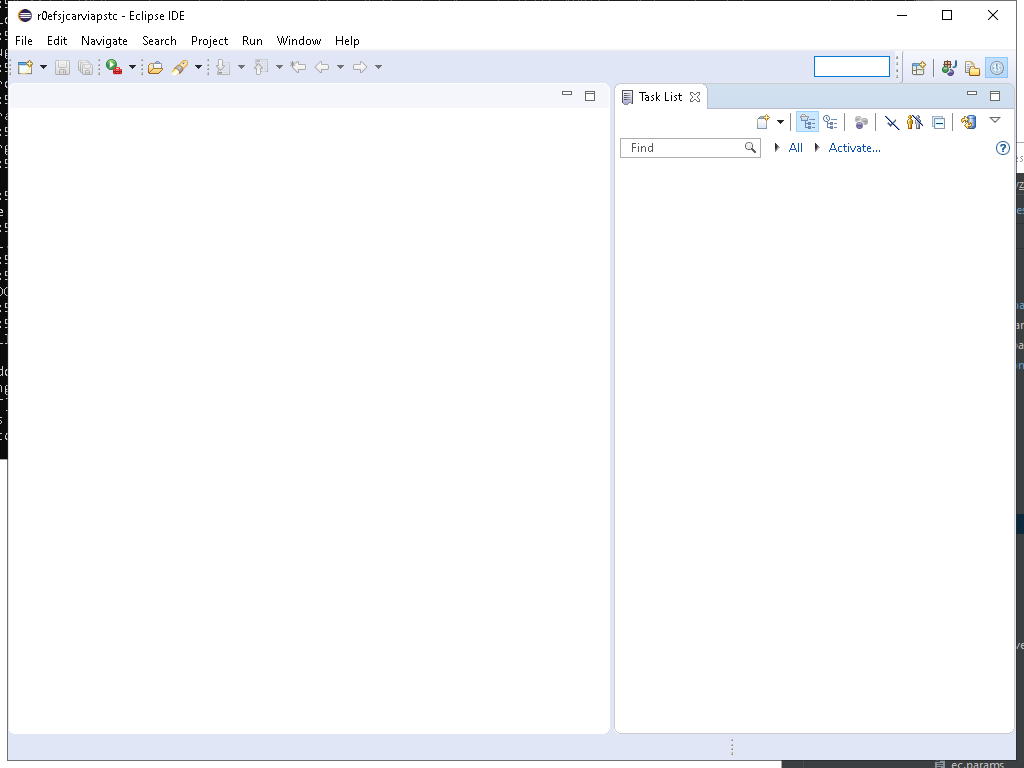 r0efsjcarviapstc - Eclipse IDE
File Edit Navigate Search Project Run Window Help
Task List
Find All Activate...
ec.params